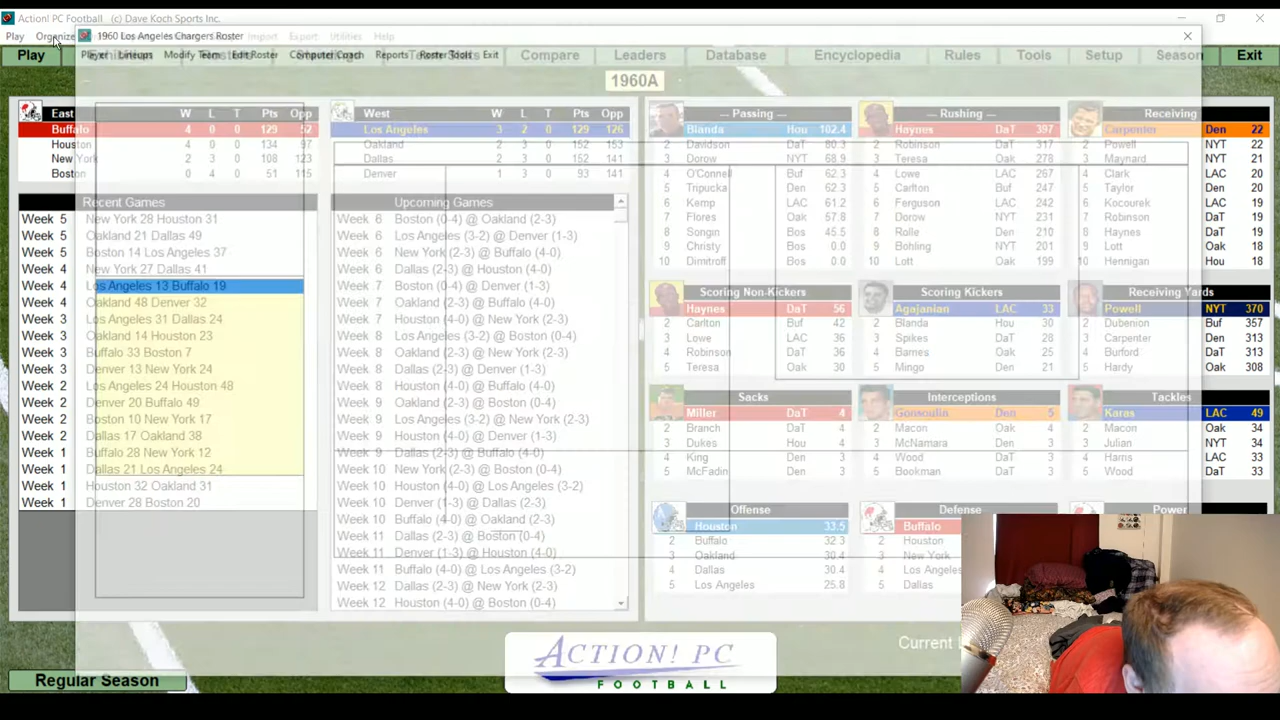 Action! PC Football (c) Dave Koch Sports Inc.
Play Organize Import Export Utilities Help
1960 Los Angeles Chargers Roster
Player Lineups Modify Team Edit Roster Computer Coach Reports Roster Tools Exit
Play Compare Leaders Database Encyclopedia Rules Tools Setup Season Exit
1960A
East W L T Pts Opp
Buffalo 4 0 0 129 52
Houston 4 0 0 134 97
New York 2 3 0 108 123
Boston 0 4 0 51 115
West W L T Pts Opp
Los Angeles 3 2 0 129 126
Oakland 2 3 0 152 153
Dallas 2 3 0 152 141
Denver 1 3 0 93 141
Recent Games
Week 5 New York 28 Houston 31
Week 5 Oakland 21 Dallas 49
Week 5 Boston 14 Los Angeles 37
Week 4 New York 27 Dallas 41
Week 4 Los Angeles 13 Buffalo 19
Week 4 Oakland 48 Denver 32
Week 3 Los Angeles 31 Dallas 24
Week 3 Oakland 14 Houston 23
Week 3 Buffalo 33 Boston 7
Week 2 Denver 13 New York 24
Week 2 Los Angeles 24 Houston 48
Week 2 Denver 20 Buffalo 49
Week 2 Boston 10 New York 17
Week 2 Dallas 17 Oakland 38
Week 1 Buffalo 28 New York 12
Week 1 Dallas 21 Los Angeles 24
Week 1 Houston 32 Oakland 31
Week 1 Denver 28 Boston 20
Upcoming Games
Week 6 Boston (0-4) @ Oakland (2-3)
Week 6 Los Angeles (3-2) @ Denver (1-3)
Week 6 New York (2-3) @ Buffalo (4-0)
Week 6 Dallas (2-3) @ Houston (4-0)
Week 7 Boston (0-4) @ Denver (1-3)
Week 7 Oakland (2-3) @ Buffalo (4-0)
Week 7 Houston (4-0) @ New York (2-3)
Week 8 Los Angeles (3-2) @ Boston (0-4)
Week 8 Oakland (2-3) @ New York (2-3)
Week 8 Dallas (2-3) @ Denver (1-3)
Week 8 Houston (4-0) @ Buffalo (4-0)
Week 9 Oakland (2-3) @ Boston (0-4)
Week 9 Los Angeles (3-2) @ New York (2-3)
Week 9 Houston (4-0) @ Denver (1-3)
Week 9 Dallas (2-3) @ Buffalo (4-0)
Week 10 New York (2-3) @ Boston (0-4)
Week 10 Houston (4-0) @ Los Angeles (3-2)
Week 10 Denver (1-3) @ Dallas (2-3)
Week 10 Buffalo (4-0) @ Oakland (2-3)
Week 11 Dallas (2-3) @ Boston (0-4)
Week 11 Denver (1-3) @ Houston (4-0)
Week 11 Buffalo (4-0) @ Los Angeles (3-2)
Week 12 Dallas (2-3) @ New York (2-3)
Week 12 Houston (4-0) @ Boston (0-4)
Passing
Blanda Hou 102.4
2 Davidson DaT 80.3
3 Dorow NYT 68.9
4 O'Connell Buf 62.3
5 Tripucka Den 62.3
6 Kemp LAC 61.2
7 Flores Oak 57.8
8 Songin Bos 45.5
9 Christy Bos 0.0
10 Dimitroff Bos 0.0
Rushing
Haynes DaT 397
2 Robinson DaT 317
3 Teresa Oak 278
4 Lowe LAC 267
5 Carlton Buf 247
6 Ferguson LAC 242
7 Dorow NYT 231
8 Rolle Den 210
9 Bohling NYT 201
10 Lott Oak 199
Receiving
Carpenter Den 22
2 Powell NYT 22
3 Maynard NYT 21
4 Clark LAC 20
5 Taylor Den 20
6 Kocourek LAC 19
7 Robinson DaT 19
8 Haynes DaT 19
9 Lott Oak 18
10 Hennigan Hou 18
Scoring Non-Kickers
Haynes DaT 56
2 Carlton Buf 42
3 Lowe LAC 36
4 Robinson DaT 36
5 Teresa Oak 30
Scoring Kickers
Agajanian LAC 33
2 Blanda Hou 30
3 Spikes DaT 28
4 Barnes Oak 25
5 Mingo Den 21
Receiving Yards
Powell NYT 370
2 Dubenion Buf 357
3 Carpenter Den 313
4 Burford DaT 313
5 Hardy Oak 308
Sacks
Miller DaT 4
2 Branch DaT 4
3 Dukes Hou 4
4 King Den 3
5 McFadin Den 3
Interceptions
Gonsoulin Den 5
2 Macon Oak 4
3 McNamara Den 3
4 Wood DaT 3
5 Bookman DaT 3
Tackles
Karas LAC 49
2 Macon Oak 34
3 Julian NYT 34
4 Harris LAC 33
5 Wood DaT 33
Offense
Houston 33.5
2 Buffalo 32.3
3 Oakland 30.4
4 Dallas 30.4
5 Los Angeles 25.8
Defense
Buffalo
2 Houston
3 New York
4 Los Angeles
5 Dallas
Power
Current
ACTION! PC
FOOTBALL
Regular Season